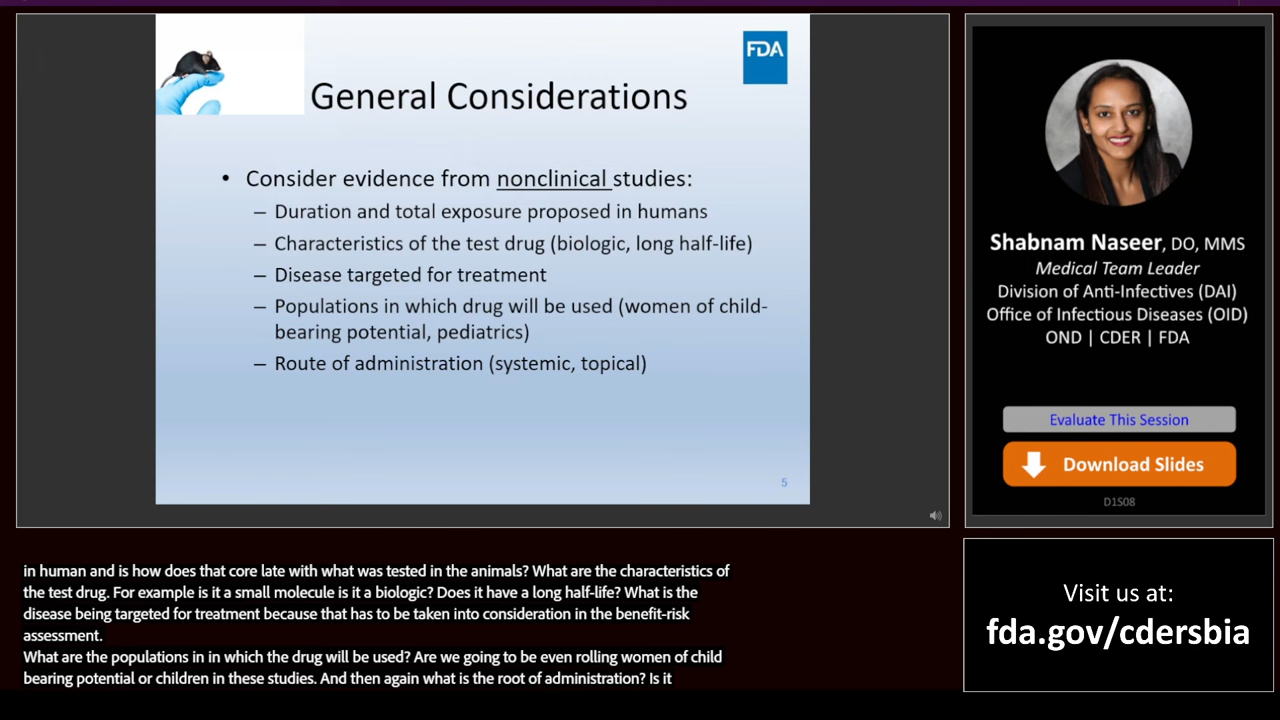 FDA
General Considerations
• Consider evidence from nonclinical studies:
– Duration and total exposure proposed in humans
– Characteristics of the test drug (biologic, long half-life)
– Disease targeted for treatment
– Populations in which drug will be used (women of child-
bearing potential, pediatrics)
– Route of administration (systemic, topical)
5
Shabnam Naseer, DO, MMS
Medical Team Leader
Division of Anti-Infectives (DAI)
Office of Infectious Diseases (OID)
OND | CDER | FDA
Evaluate This Session
Download Slides
D1S08
in human and is how does that core late with what was tested in the animals? What are the characteristics of
the test drug. For example is it a small molecule is it a biologic? Does it have a long half-life? What is the
disease being targeted for treatment because that has to be taken into consideration in the benefit-risk
assessment.
What are the populations in in which the drug will be used? Are we going to be even rolling women of child
bearing potential or children in these studies. And then again what is the root of administration? Is it
Visit us at:
fda.gov/cdersbia